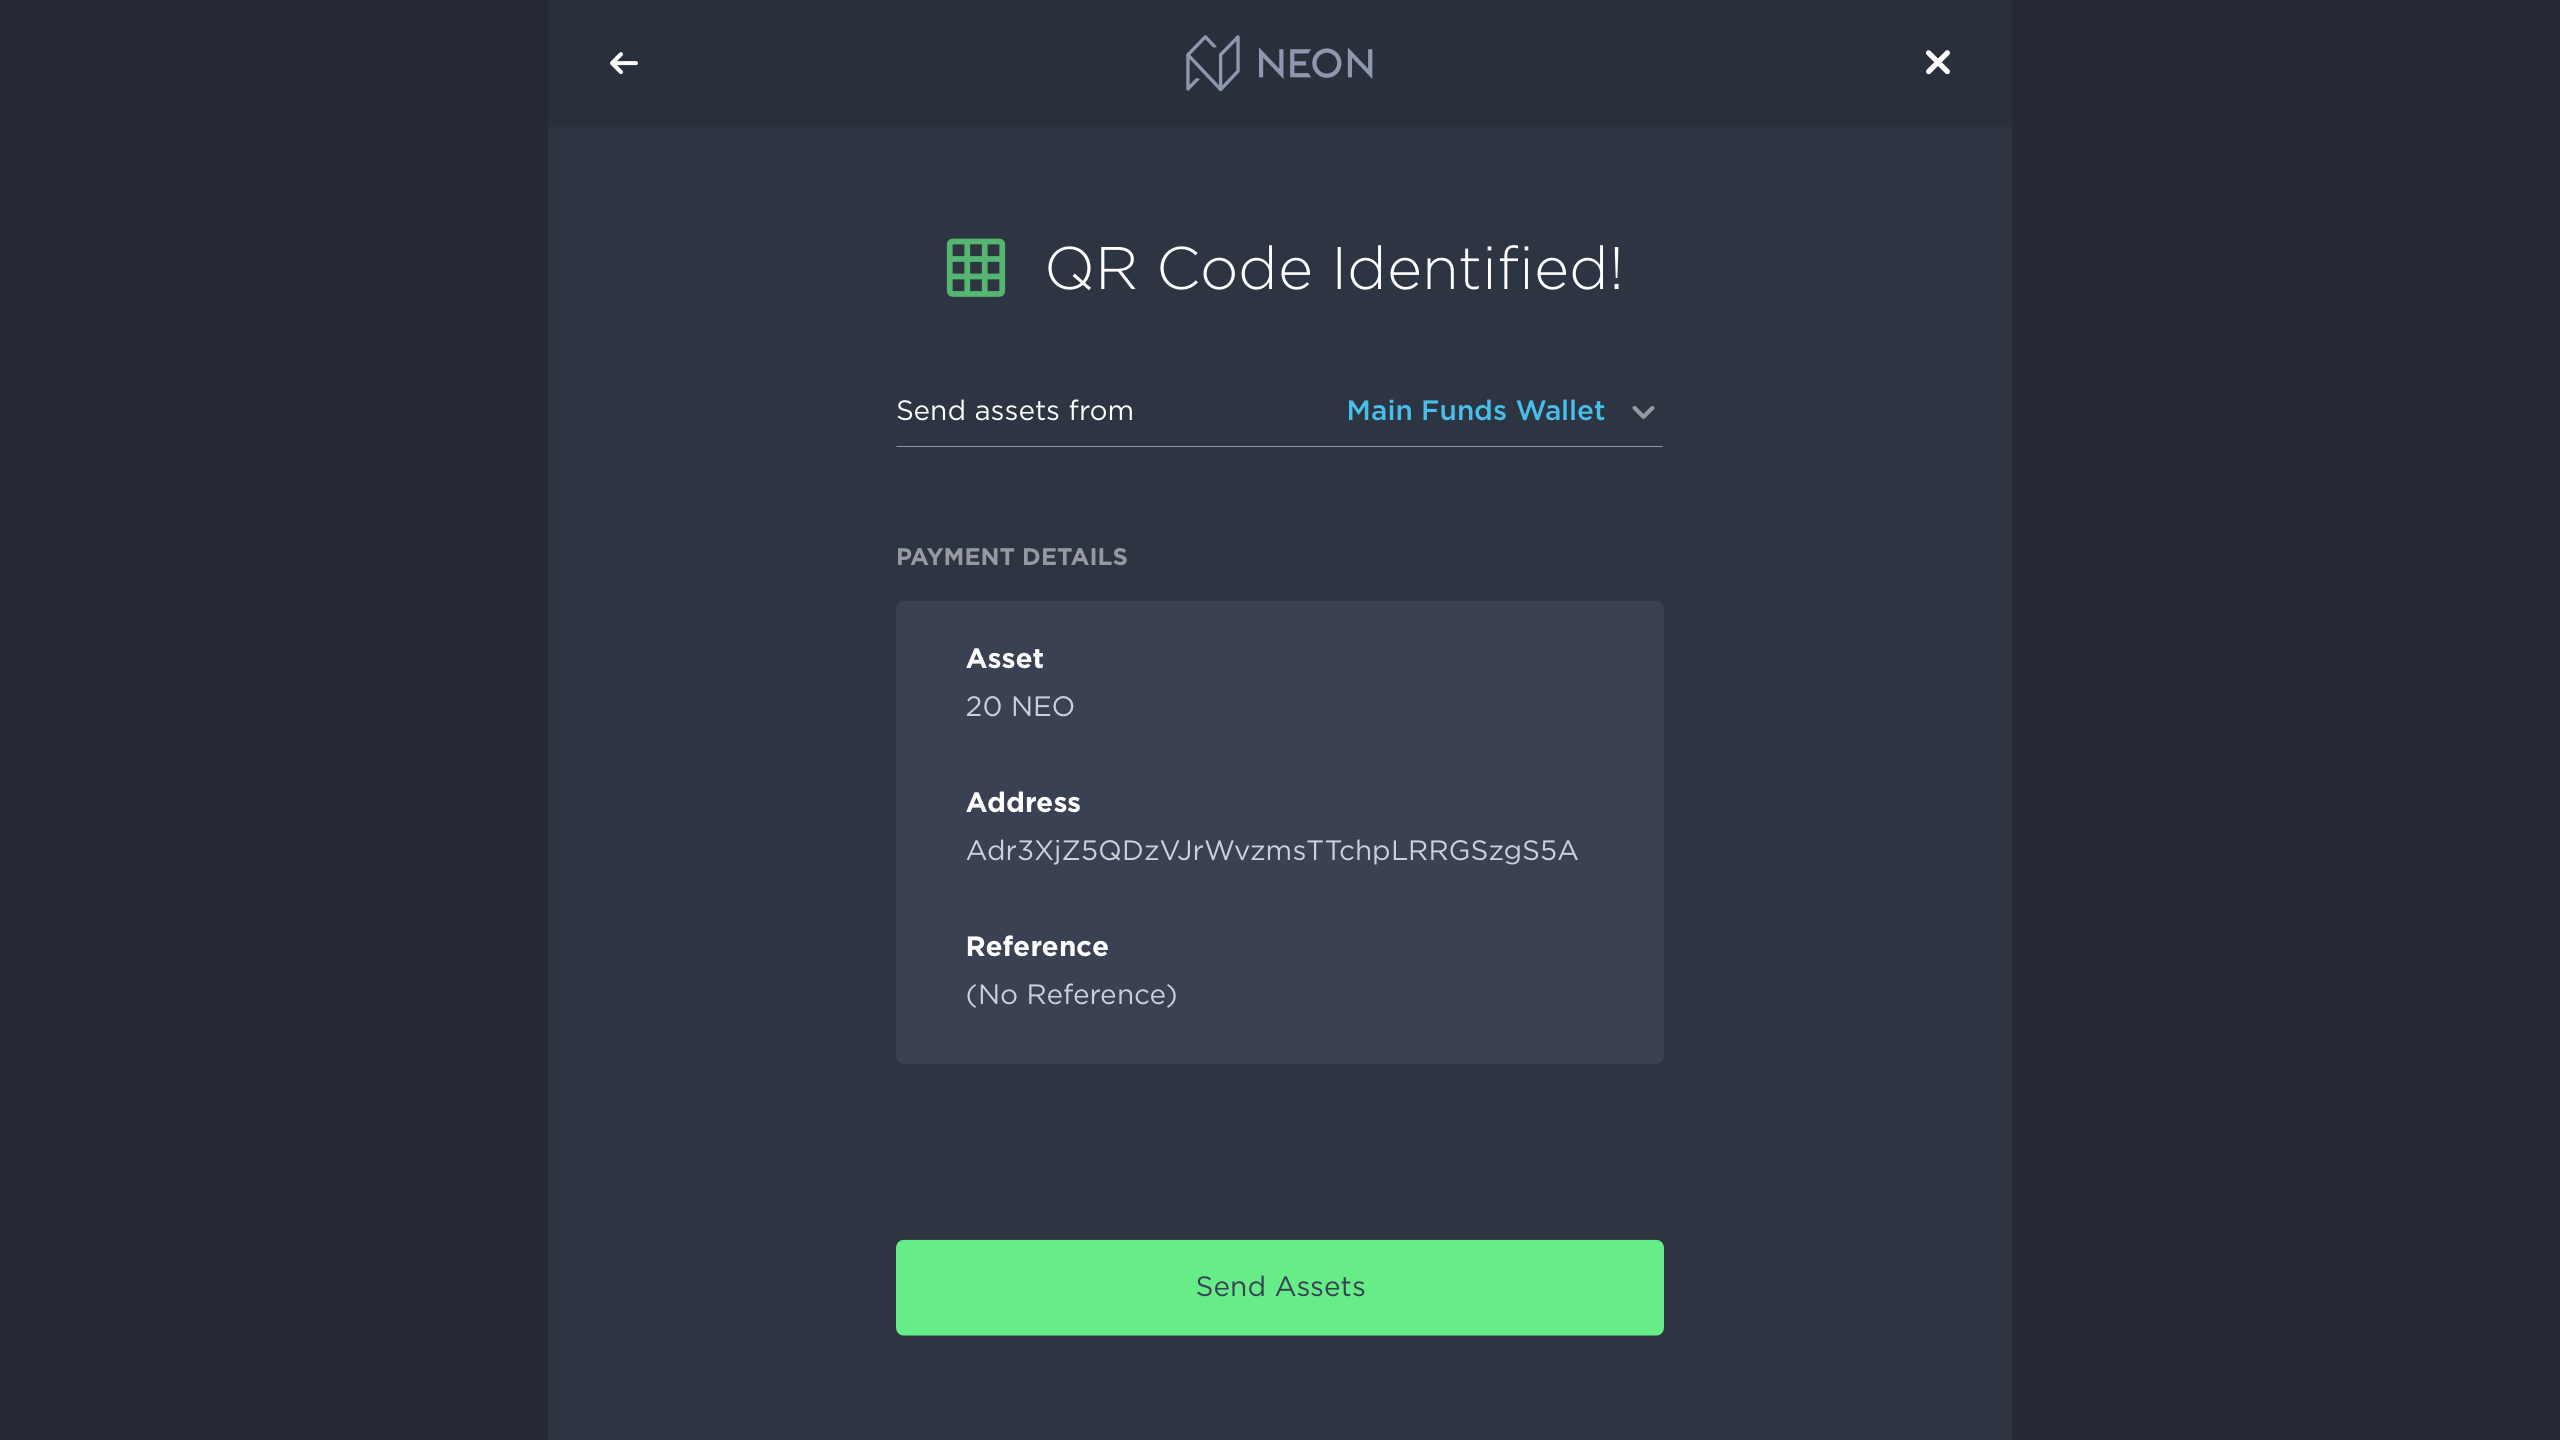 NEON
QR Code Identified!
Send assets from
Main Funds Wallet
PAYMENT DETAILS
Asset
20 NEO
Address
Adr3XjZ5QDzVJrWvzmsTTchpLRRGSzgS5A
Reference
(No Reference)
Send Assets